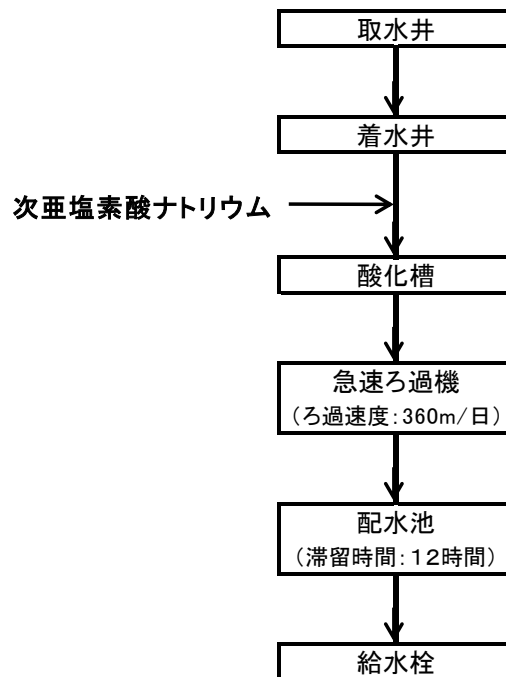 取水井
着水井
次亜塩素酸ナトリウム
酸化槽
急速ろ過機
（ろ過速度：360m/日）
配水池
（滞留時間：１２時間）
給水栓